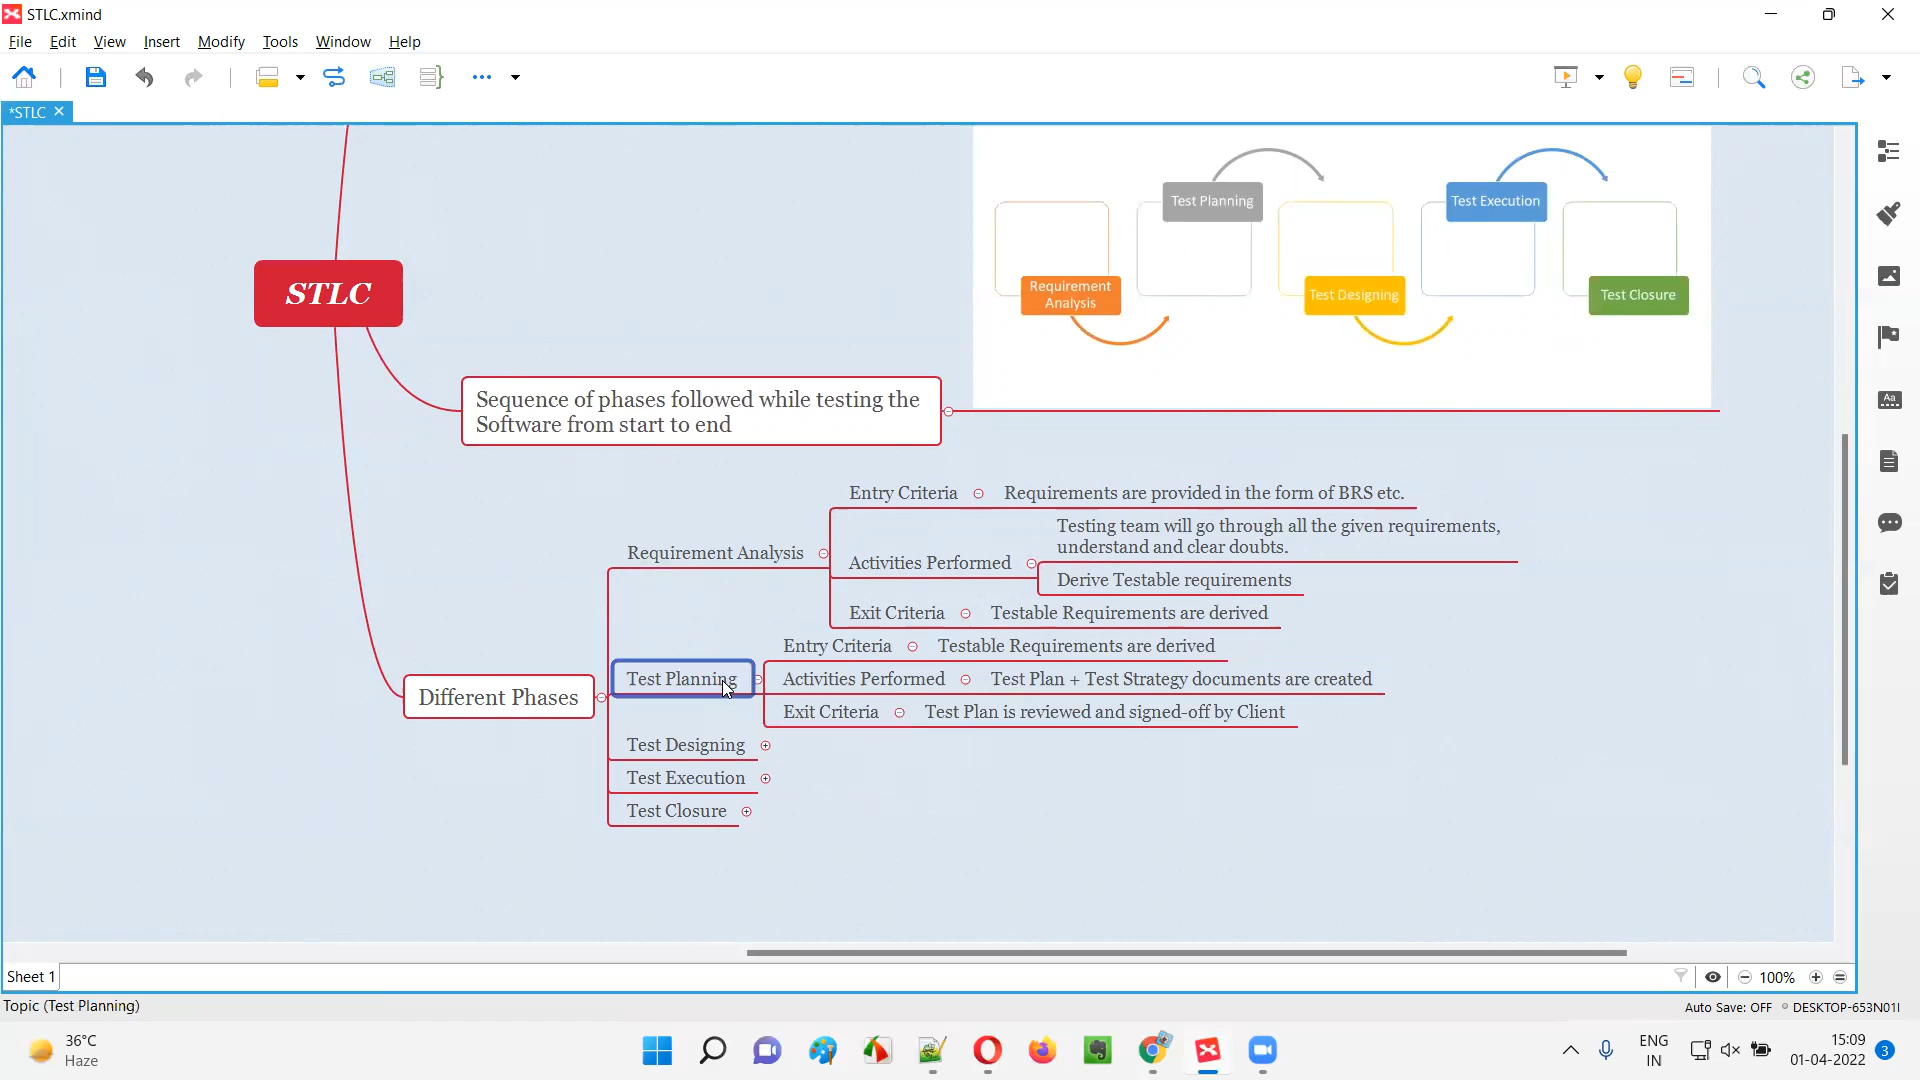 STLC.xmind
File Edit View Insert Modify Tools Window Help
*STLC
Test Planning
Test Execution
Requirement
Analysis
Test Designing
Test Closure
STLC
Sequence of phases followed while testing the
Software from start to end
Entry Criteria Requirements are provided in the form of BRS etc.
Testing team will go through all the given requirements,
understand and clear doubts.
Requirement Analysis
Activities Performed
Derive Testable requirements
Exit Criteria Testable Requirements are derived
Entry Criteria Testable Requirements are derived
Test Planning
Activities Performed Test Plan + Test Strategy documents are created
Different Phases
Exit Criteria Test Plan is reviewed and signed-off by Client
Test Designing
Test Execution
Test Closure
Sheet 1
100%
Topic (Test Planning)
Auto Save: OFF DESKTOP-653N01I
36°C
Haze
ENG
IN
15:09
01-04-2022
3
Aa